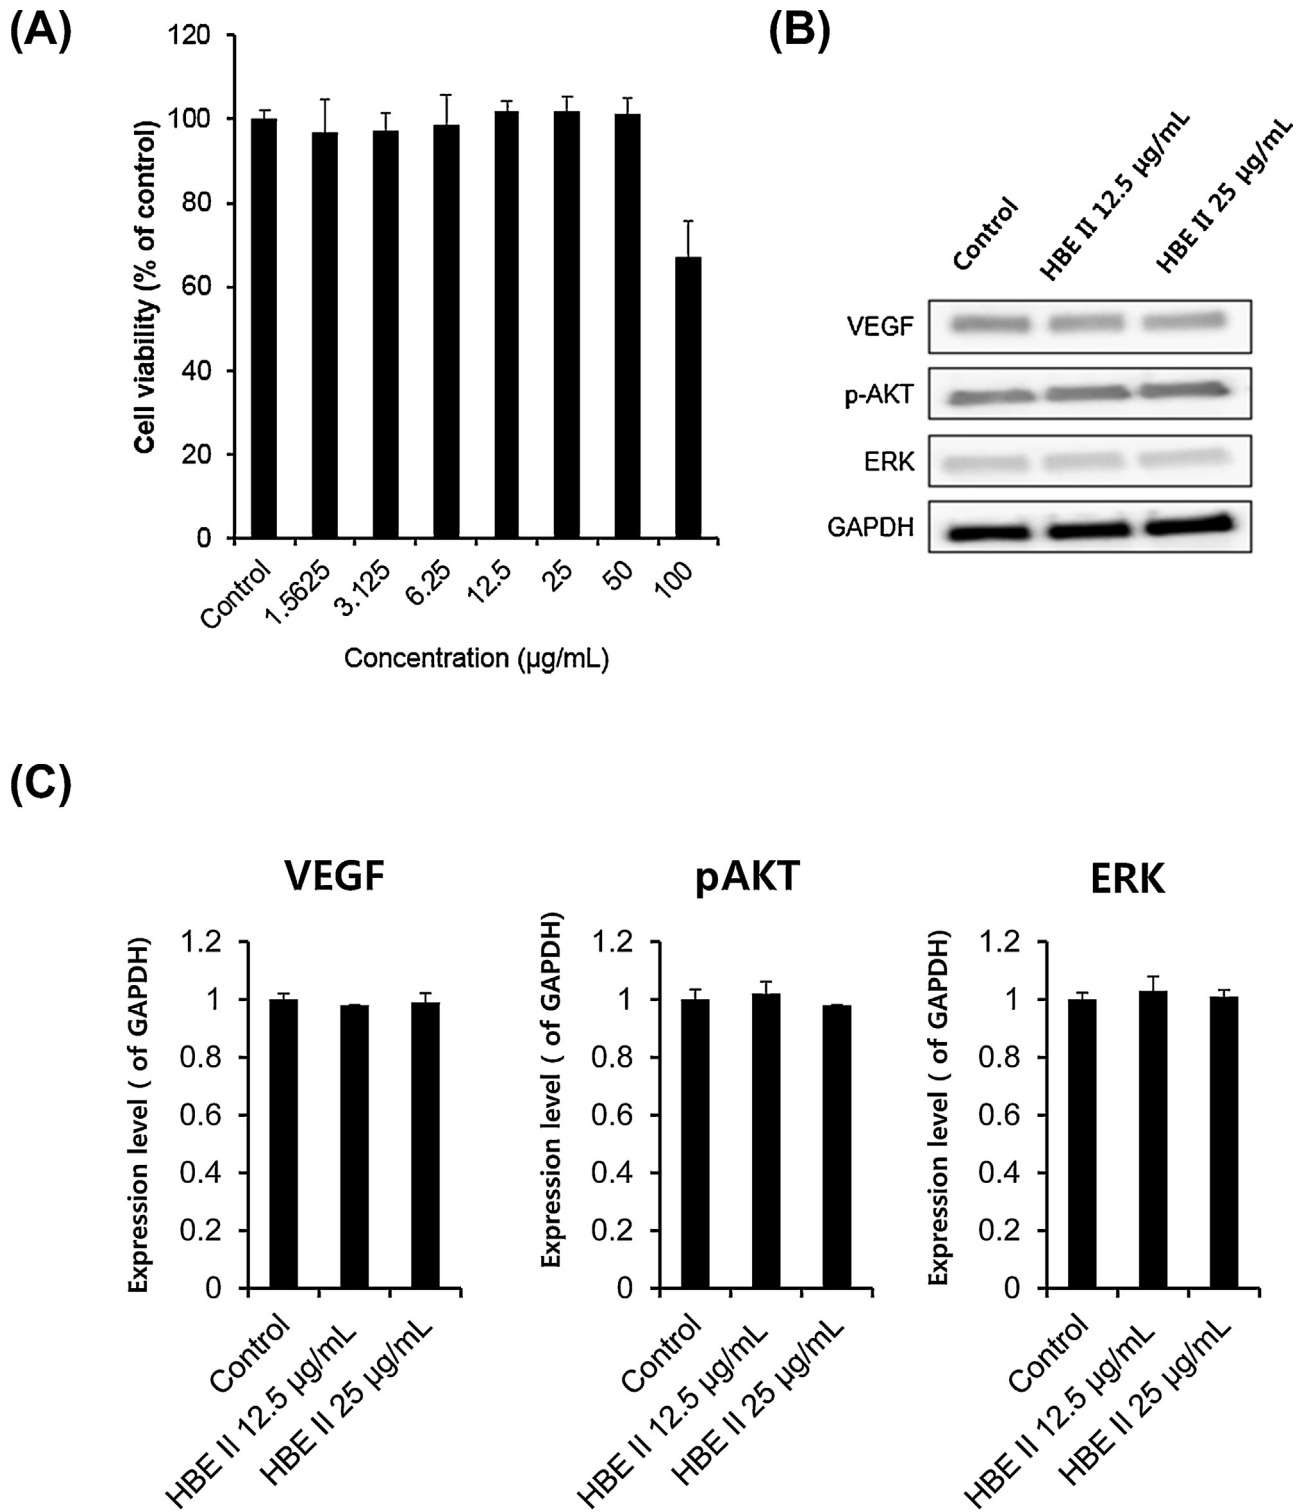 (A)
120
100
80
60
40
20
0
Cell viability (% of control)
Control
1.5625
3.125
6.25
12.5
25
50
100
Concentration (µg/mL)
(B)
Control
HBE II 12.5 µg/mL
HBE II 25 µg/mL
VEGF
p-AKT
ERK
GAPDH
(C)
VEGF
Expression level ( of GAPDH)
1.2
1
0.8
0.6
0.4
0.2
0
Control
HBE II 12.5 µg/mL
HBE II 25 µg/mL
pAKT
Expression level ( of GAPDH)
1.2
1
0.8
0.6
0.4
0.2
0
Control
HBE II 12.5 µg/mL
HBE II 25 µg/mL
ERK
Expression level ( of GAPDH)
1.2
1
0.8
0.6
0.4
0.2
0
Control
HBE II 12.5 µg/mL
HBE II 25 µg/mL